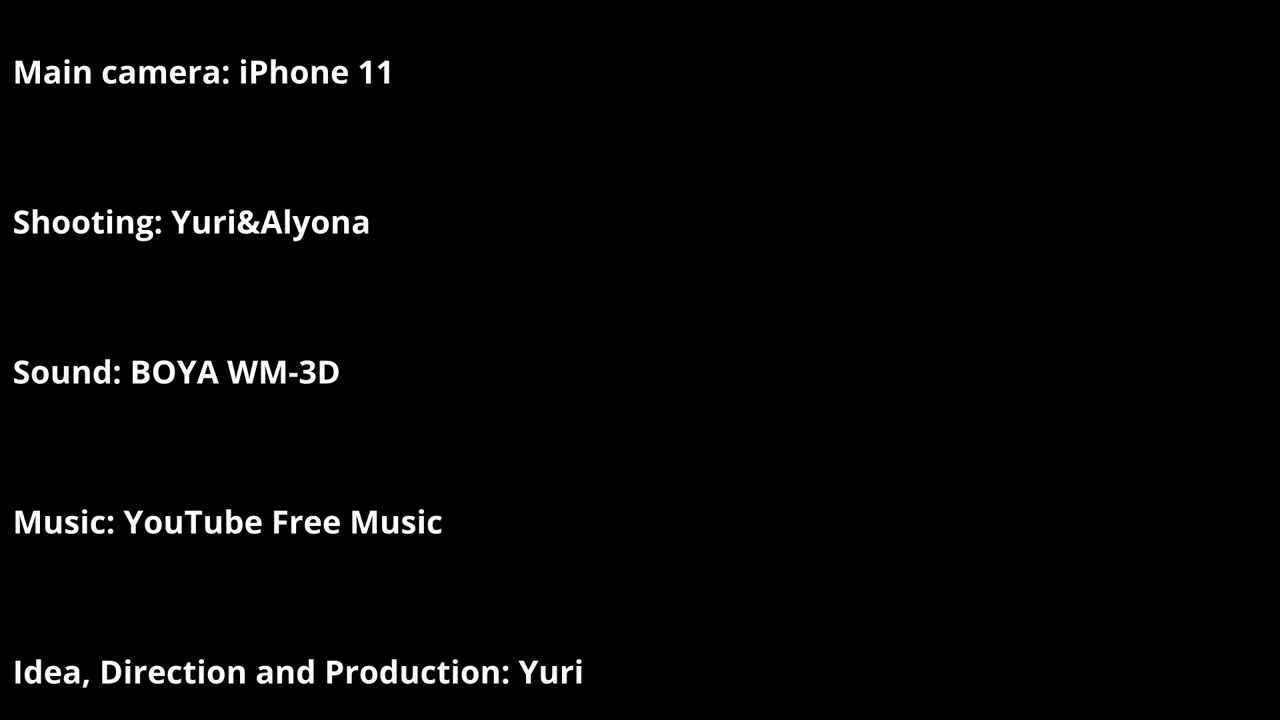 Main camera: iPhone 11
Shooting: Yuri&Alyona
Sound: BOYA WM-3D
Music: YouTube Free Music
Idea, Direction and Production: Yuri